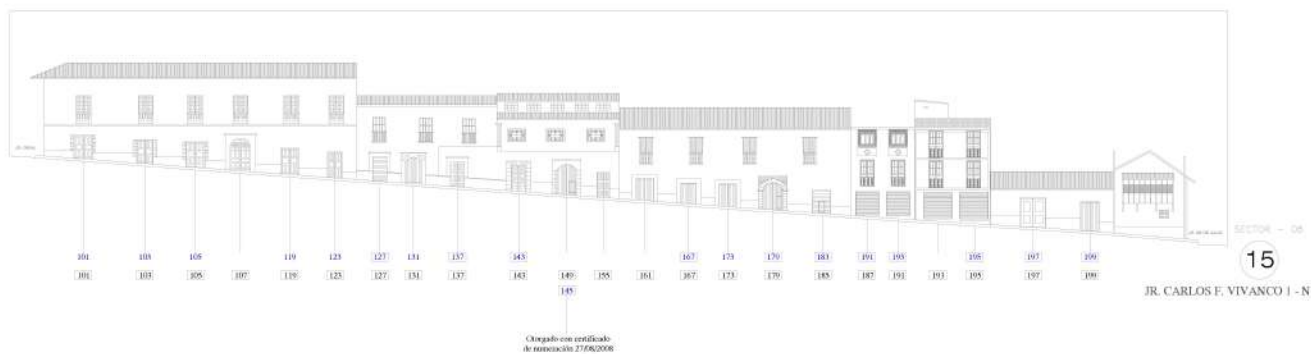 101 103 105 119 123 127 131 137 143 167 173 179 183 191 193 195 197 199
101 103 105 107 119 123 127 131 137 143 149 155 161 167 173 179 185 187 191 193 195 197 199
145
Otorgado con certificado
de numeración 27/08/2008
SECTOR - 08
15
JR. CARLOS F. VIVANCO 1 - N